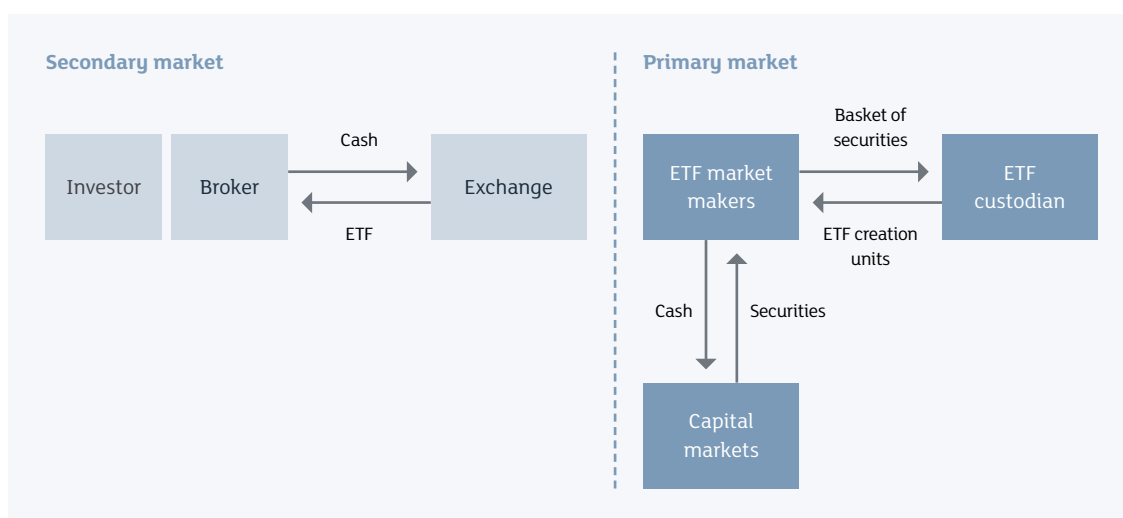 Secondary market
Investor
Broker
Cash
ETF
Exchange
Primary market
ETF market
makers
Basket of
securities
ETF creation
units
ETF
custodian
Cash
Securities
Capital
markets